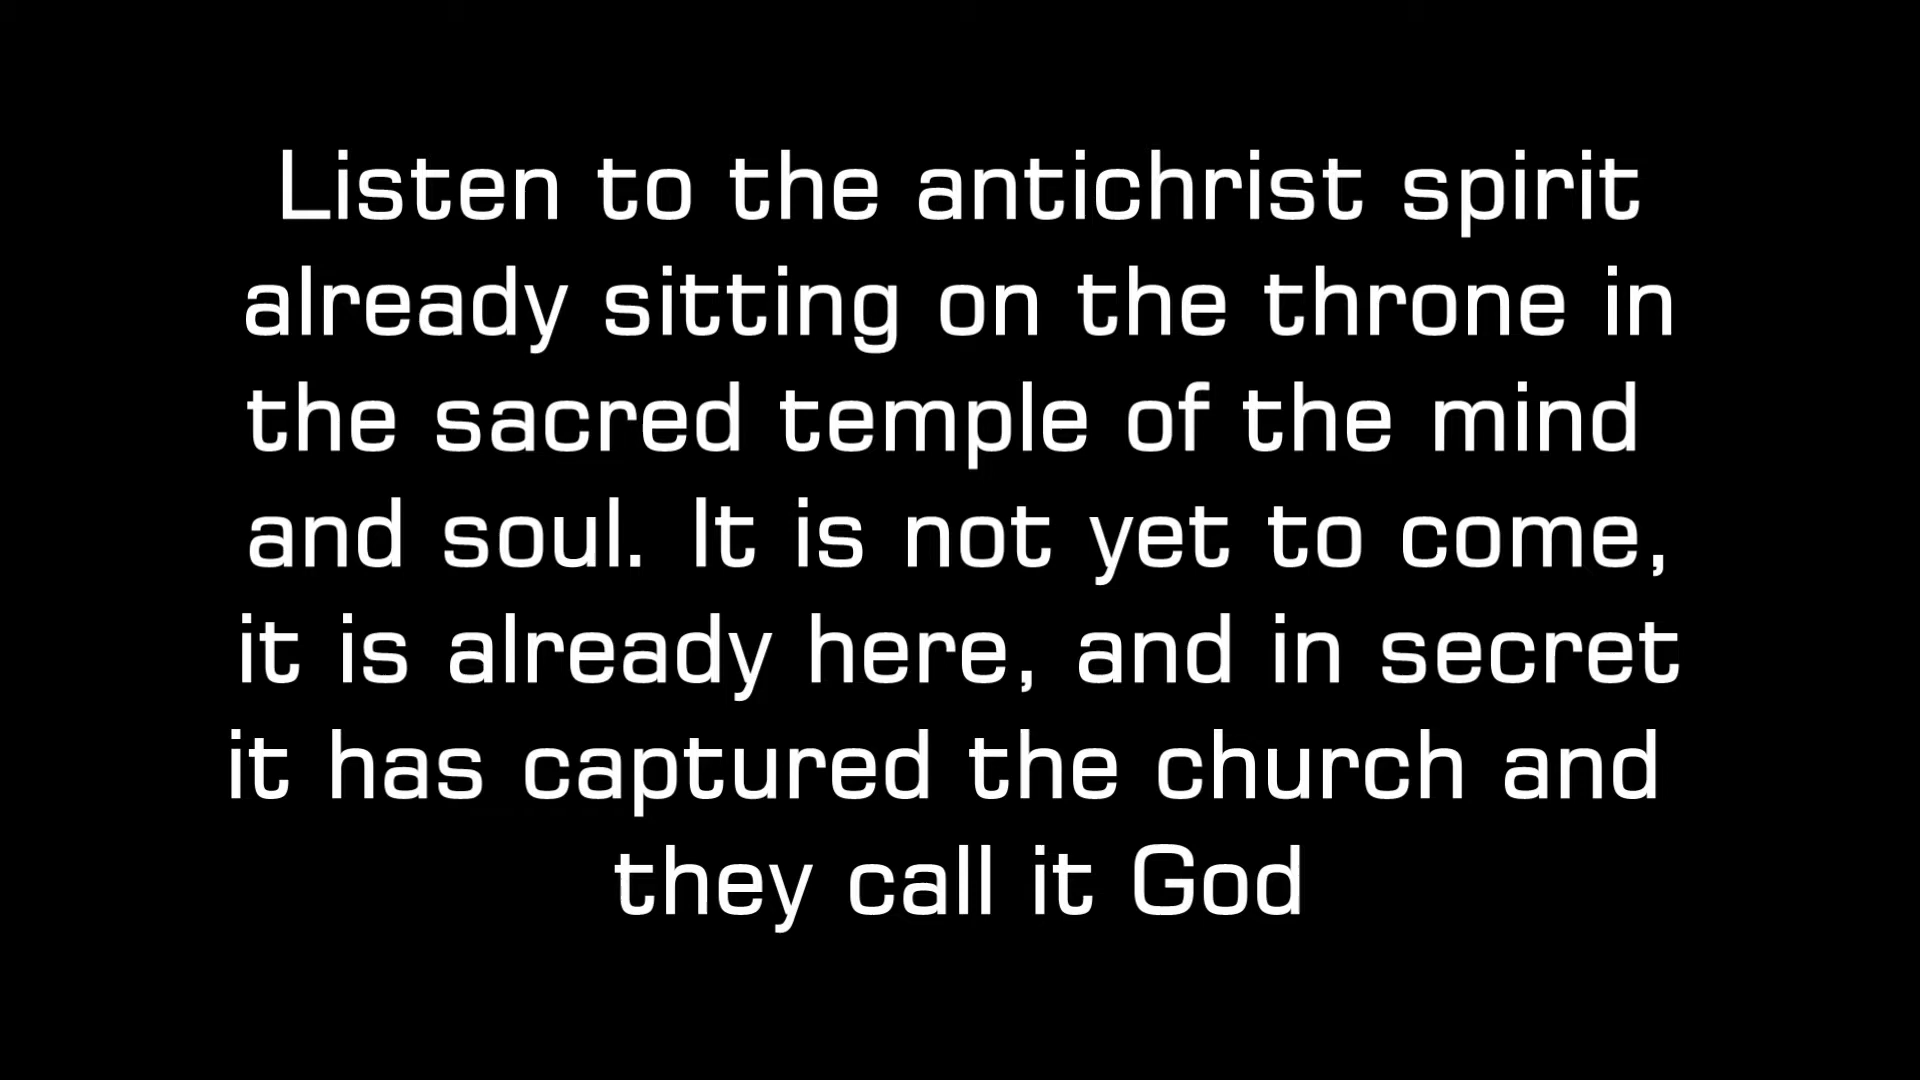 Listen to the antichrist spirit
already sitting on the throne in
the sacred temple of the mind
and soul. It is not yet to come,
it is already here, and in secret
it has captured the church and
they call it God